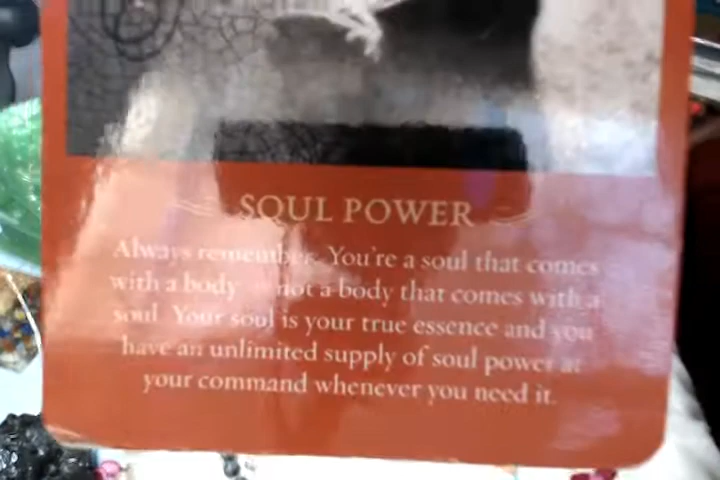 SOUL POWER
Always remember. You're a soul that comes
with a body not a body that comes with a
soul. Your soul is your true essence and you
have an unlimited supply of soul power at
your command whenever you need it.